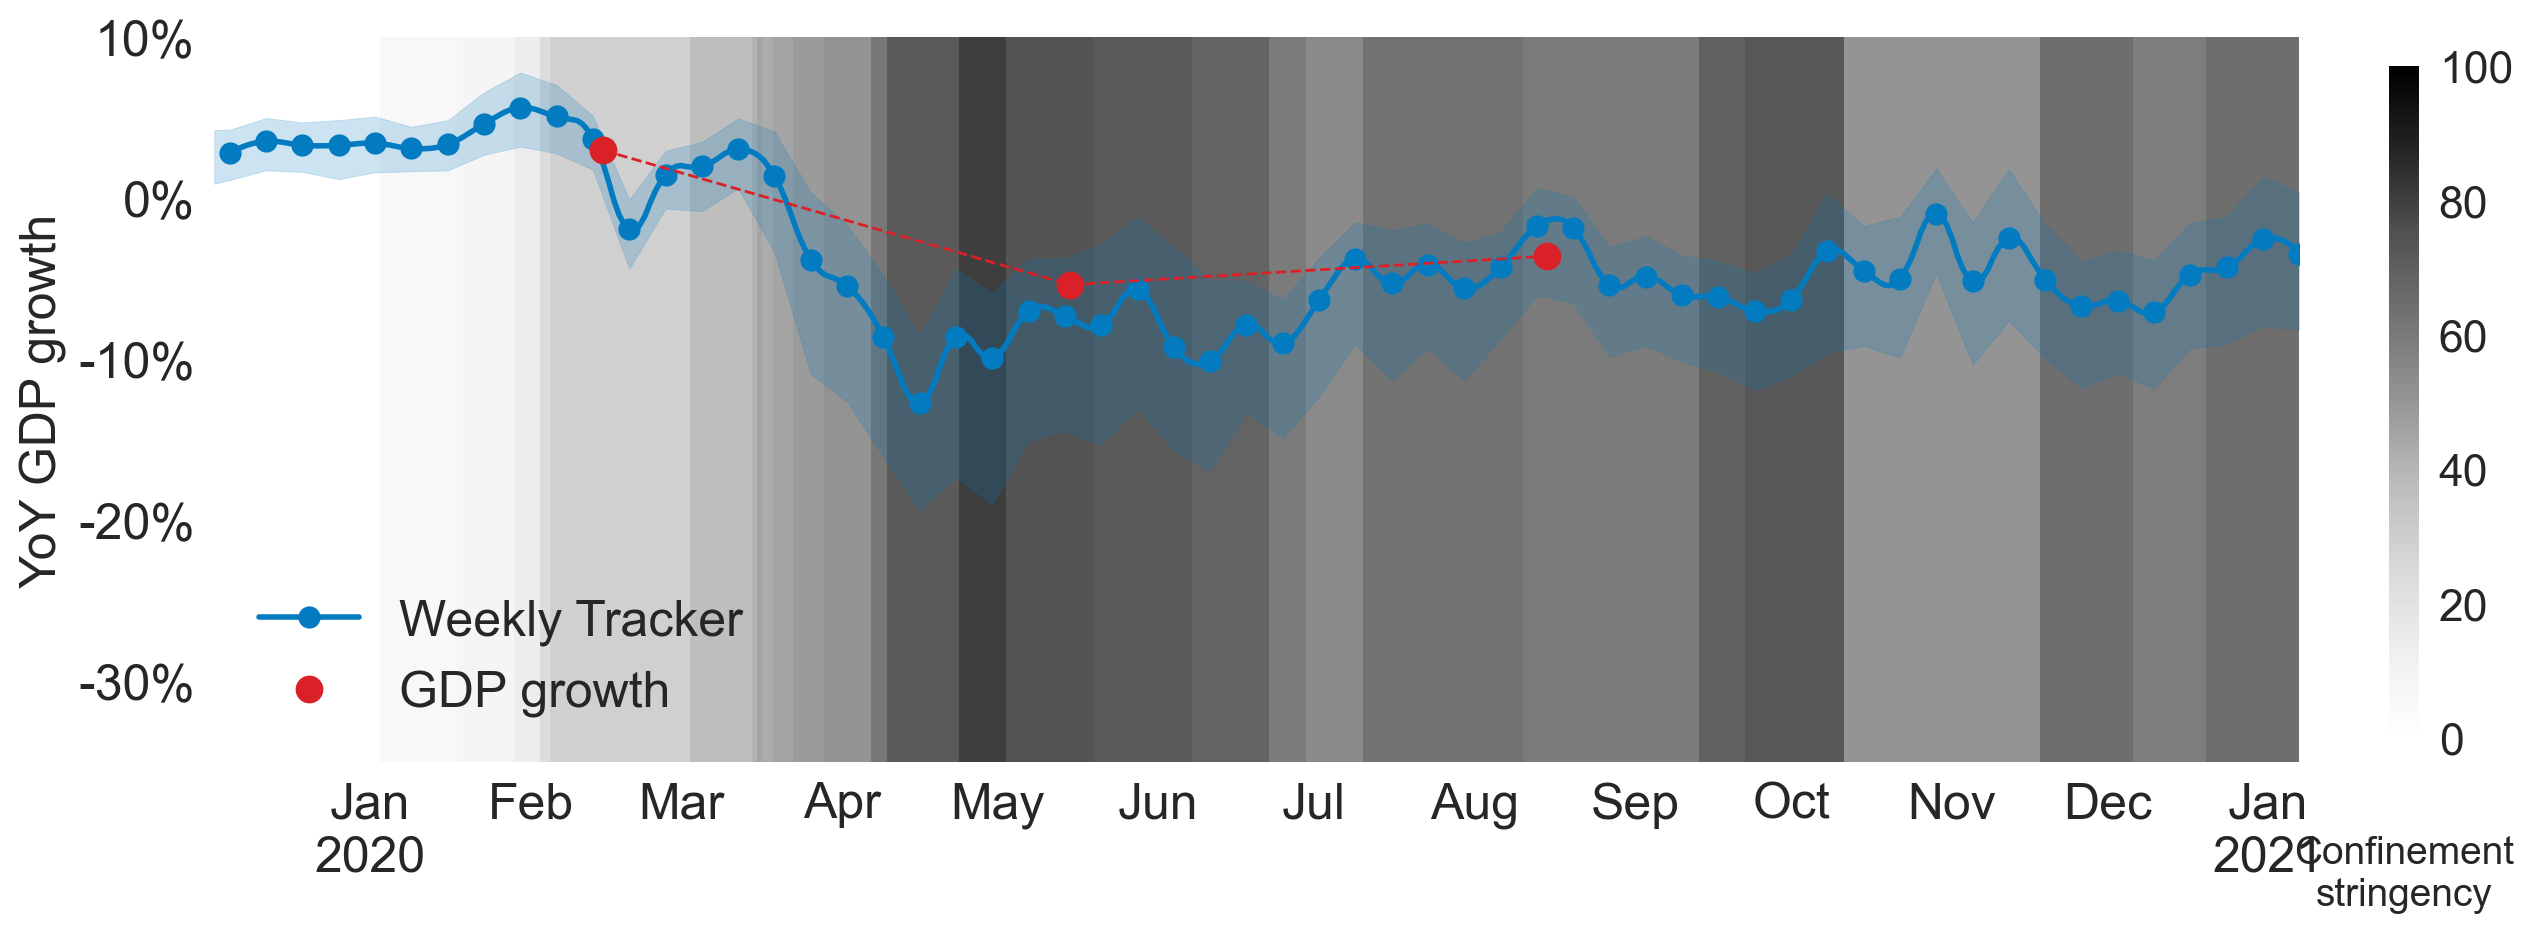 10%
0%
-10%
-20%
-30%
YoY GDP growth
Weekly Tracker
GDP growth
Jan Feb Mar Apr May Jun Jul Aug Sep Oct Nov Dec Jan
2020 2021
100
80
60
40
20
0
Confinement
stringency